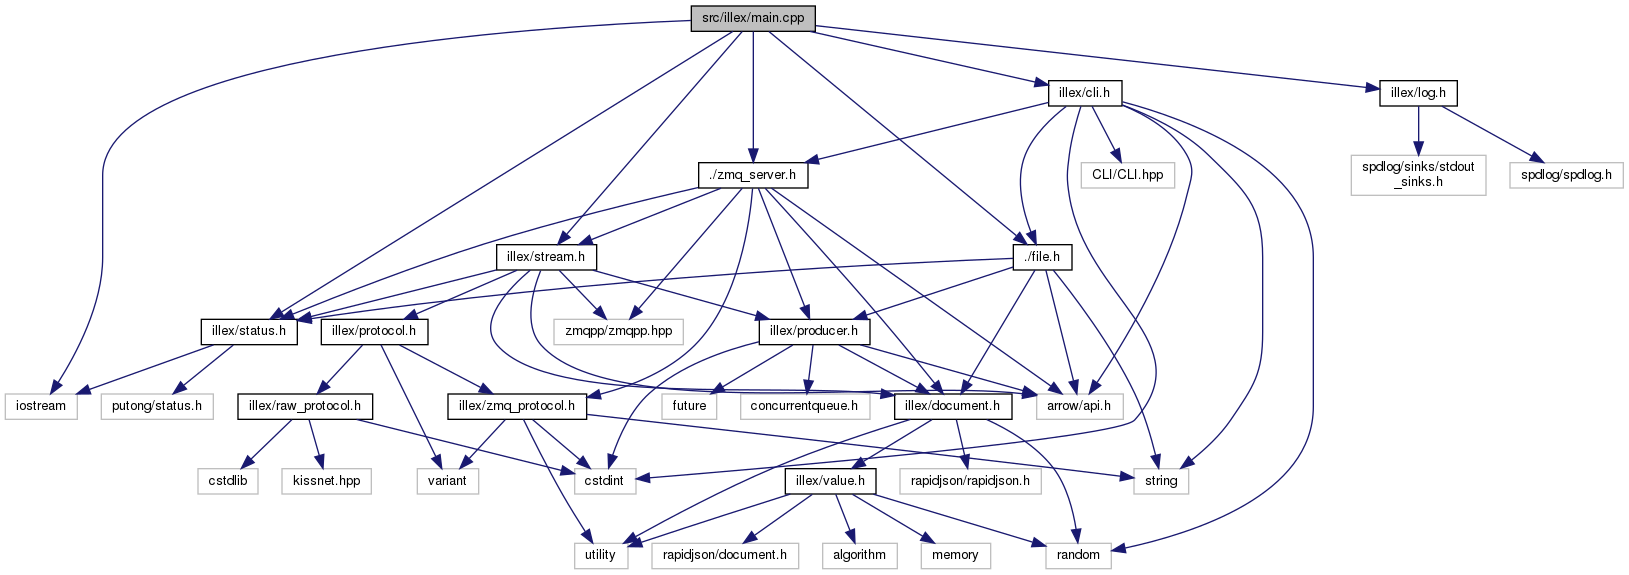 src/illex/main.cpp
illex/cli.h
illex/log.h
./zmq_server.h
CLI/CLI.hpp
spdlog/sinks/stdout
_sinks.h
spdlog/spdlog.h
illex/stream.h
./file.h
illex/status.h
illex/protocol.h
zmqpp/zmqpp.hpp
illex/producer.h
iostream
putong/status.h
illex/raw_protocol.h
illex/zmq_protocol.h
future
concurrentqueue.h
illex/document.h
arrow/api.h
cstdlib
kissnet.hpp
variant
cstdint
illex/value.h
rapidjson/rapidjson.h
string
utility
rapidjson/document.h
algorithm
memory
random